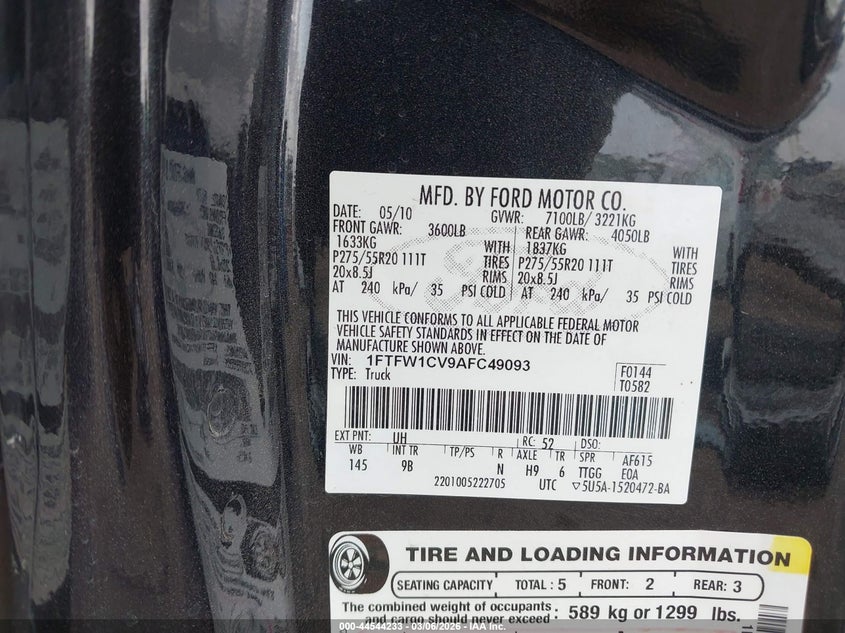 MFD. BY FORD MOTOR CO.
DATE: 05/10 GVWR: 7100LB/ 3221KG
FRONT GAWR: 3600LB REAR GAWR: 4050LB
1633KG WITH 1837KG WITH
P275/55R20 111T TIRES P275/55R20 111T TIRES
20x8.5J RIMS 20x8.5J RIMS
AT 240 kPa/ 35 PSI COLD AT 240 kPa/ 35 PSI COLD
THIS VEHICLE CONFORMS TO ALL APPLICABLE FEDERAL MOTOR
VEHICLE SAFETY STANDARDS IN EFFECT ON THE DATE OF
MANUFACTURE SHOWN ABOVE.
VIN: 1FTFW1CV9AFC49093 F0144
TYPE: Truck T0582
EXT PNT: UH RC: 52 DSO:
WB INT TR TP/PS R AXLE TR SPR AF615
145 9B N H9 6 TTGG E0A
2201005222705 UTC ▽5U5A-1520472-BA
TIRE AND LOADING INFORMATION
SEATING CAPACITY TOTAL: 5 FRONT: 2 REAR: 3
The combined weight of occupants
and cargo should never exceed: 589 kg or 1299 lbs.
000-44544233 - 03/06/2026 - IAA Inc.